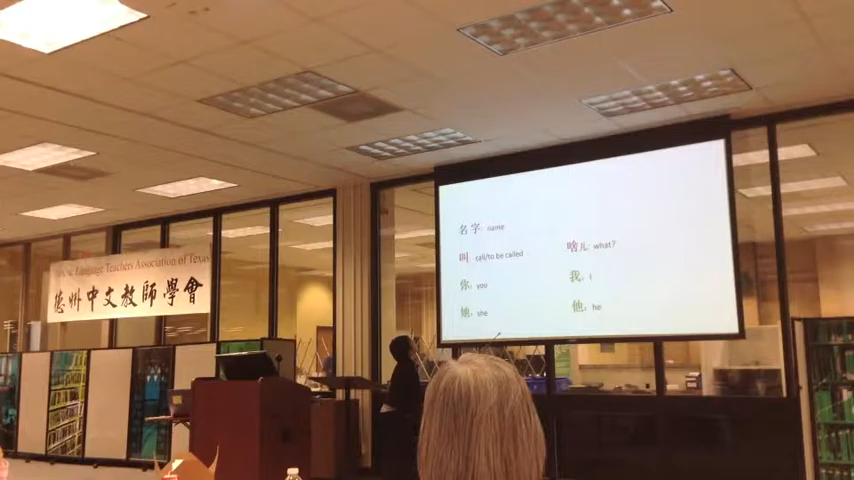 Chinese Language Teachers Association of Texas
德州中文教師學會
名字: name
叫: call/to be called
啥儿: what?
你: you
我: I
她: she
他: he